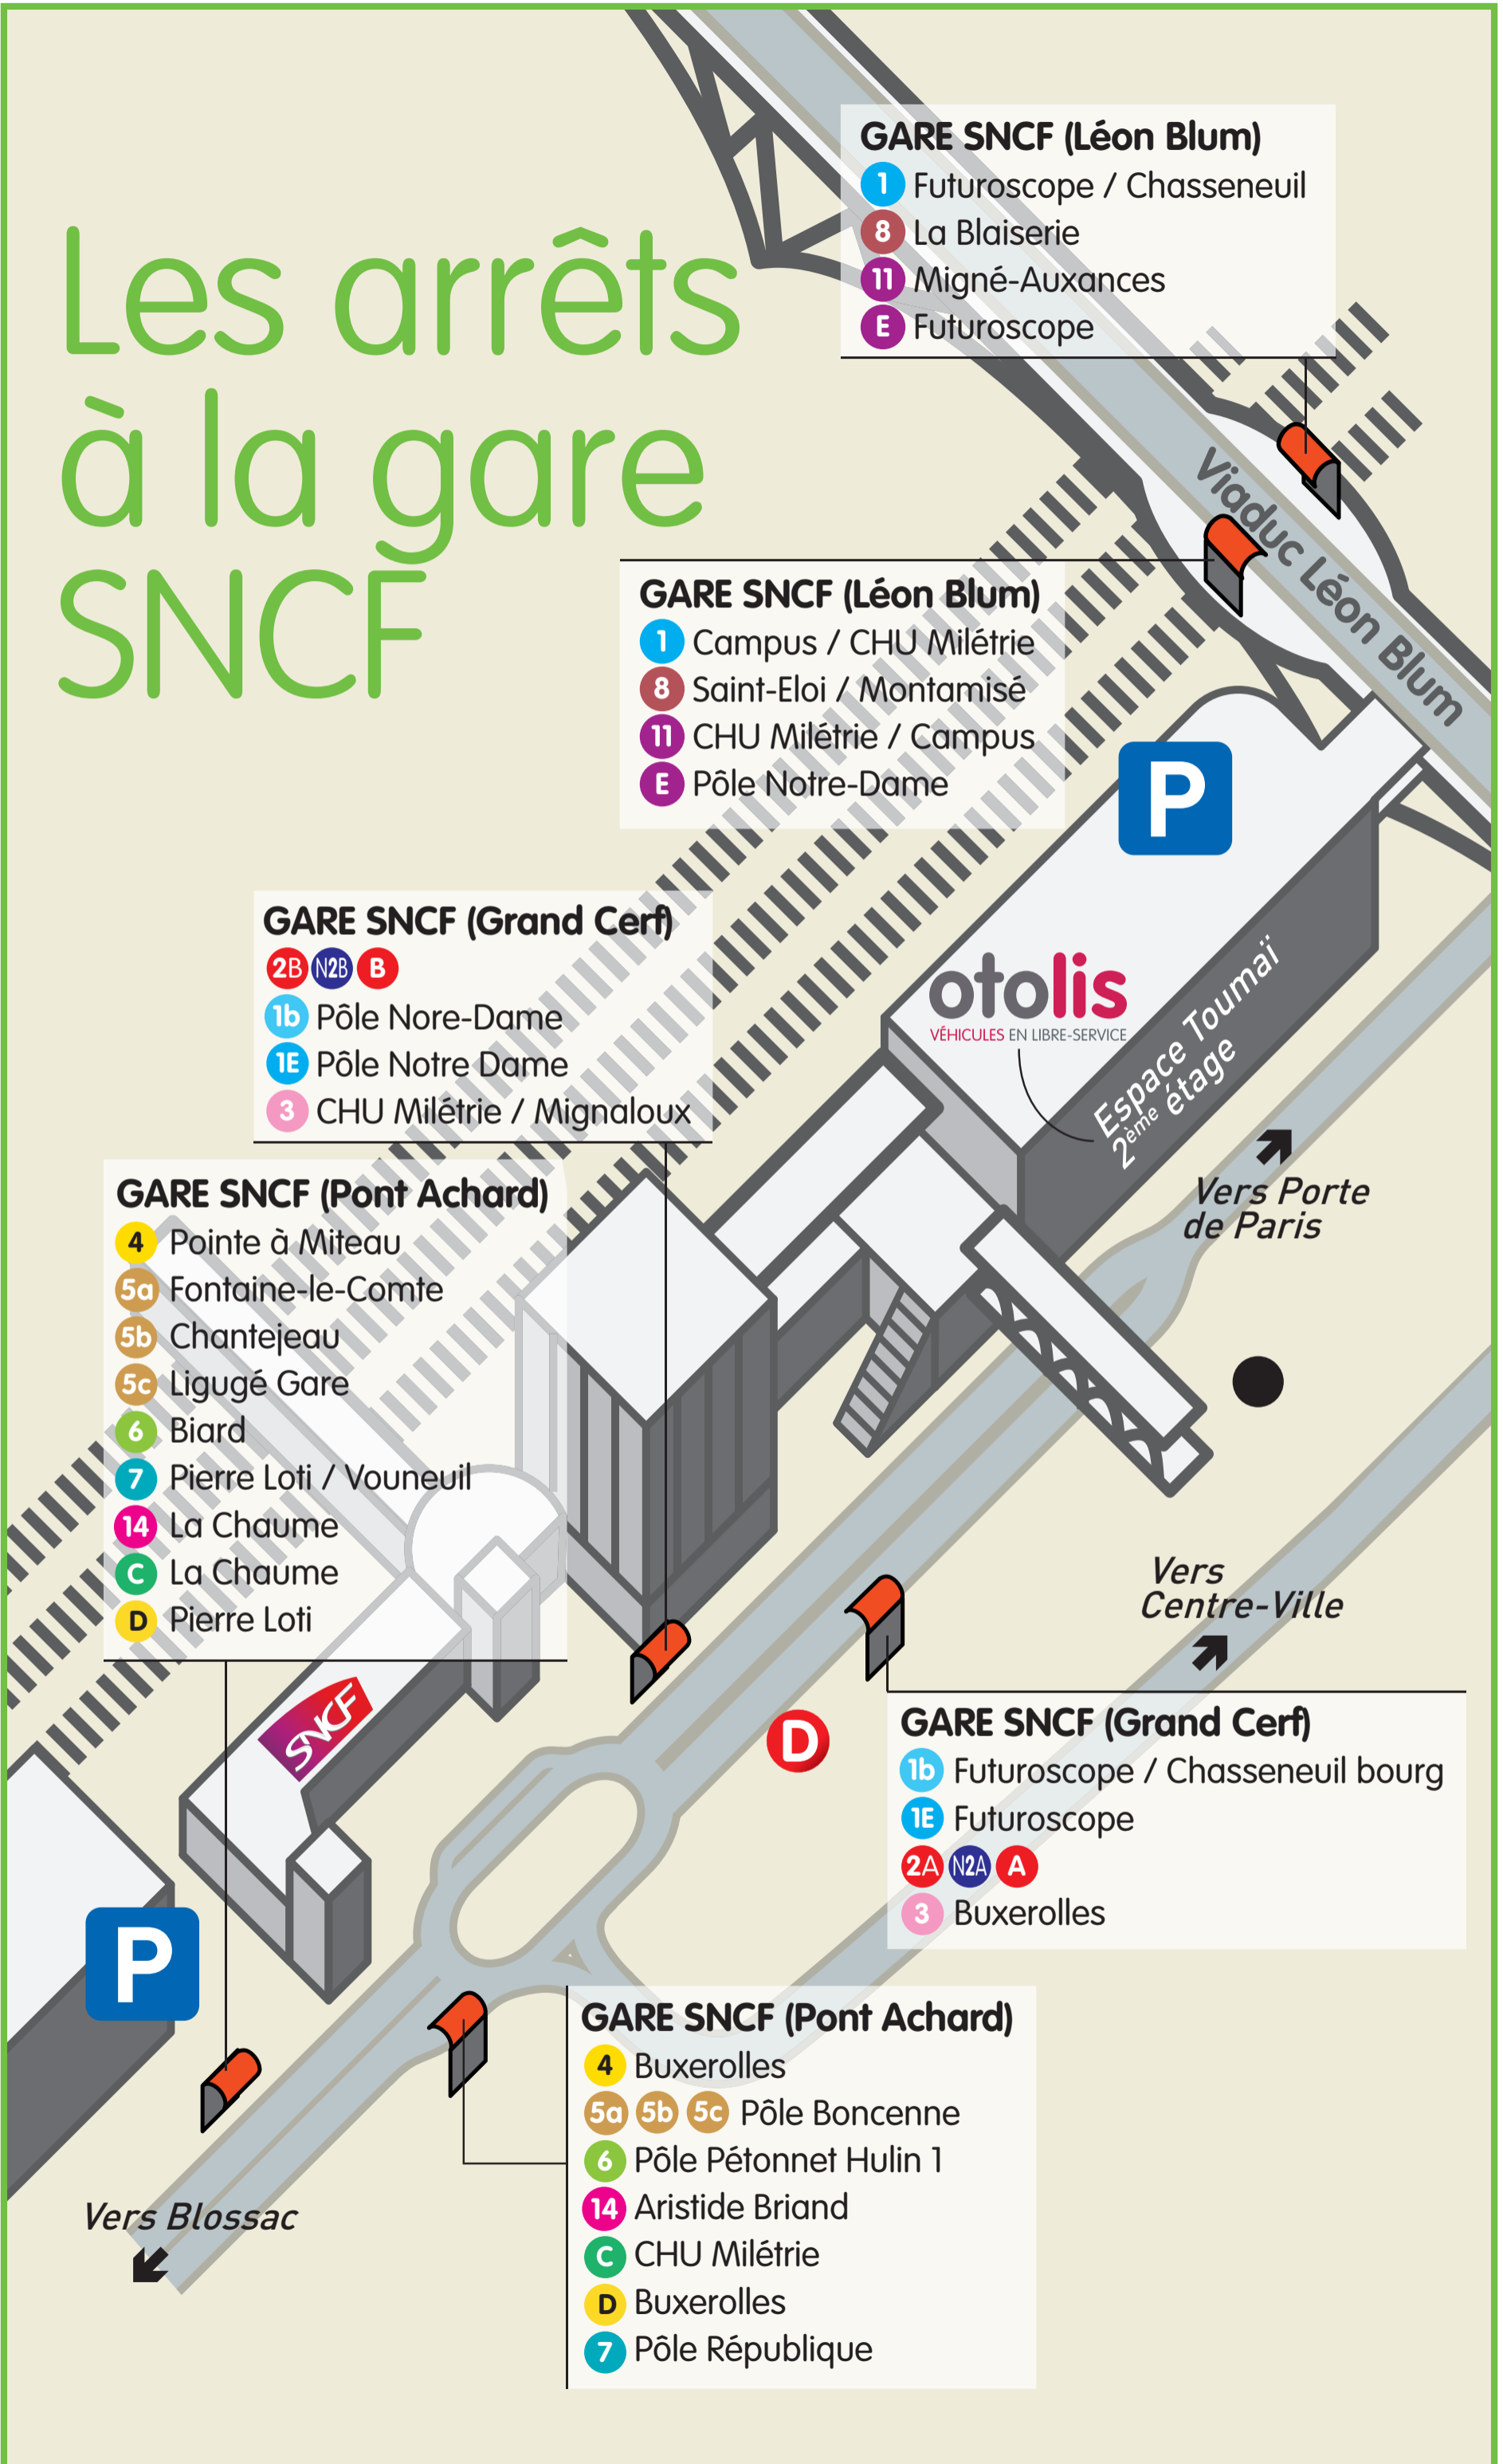 Les arrêts
à la gare
SNCF
GARE SNCF (Léon Blum)
1 Futuroscope / Chasseneuil
8 La Blaiserie
11 Migné-Auxances
E Futuroscope
Viaduc Léon Blum
GARE SNCF (Léon Blum)
1 Campus / CHU Milétrie
8 Saint-Eloi / Montamisé
11 CHU Milétrie / Campus
E Pôle Notre-Dame
P
GARE SNCF (Grand Cerf)
2B N2B B
1b Pôle Nore-Dame
1E Pôle Notre Dame
3 CHU Milétrie / Mignaloux
otolis
VÉHICULES EN LIBRE-SERVICE
Espace Toumaï
2ème étage
Vers Porte
de Paris
GARE SNCF (Pont Achard)
4 Pointe à Miteau
5a Fontaine-le-Comte
5b Chantejeau
5c Ligugé Gare
6 Biard
7 Pierre Loti / Vouneuil
14 La Chaume
C La Chaume
D Pierre Loti
Vers
Centre-Ville
SNCF
D
GARE SNCF (Grand Cerf)
1b Futuroscope / Chasseneuil bourg
1E Futuroscope
2A N2A A
3 Buxerolles
P
GARE SNCF (Pont Achard)
4 Buxerolles
5a 5b 5c Pôle Boncenne
6 Pôle Pétonnet Hulin 1
14 Aristide Briand
C CHU Milétrie
D Buxerolles
7 Pôle République
Vers Blossac